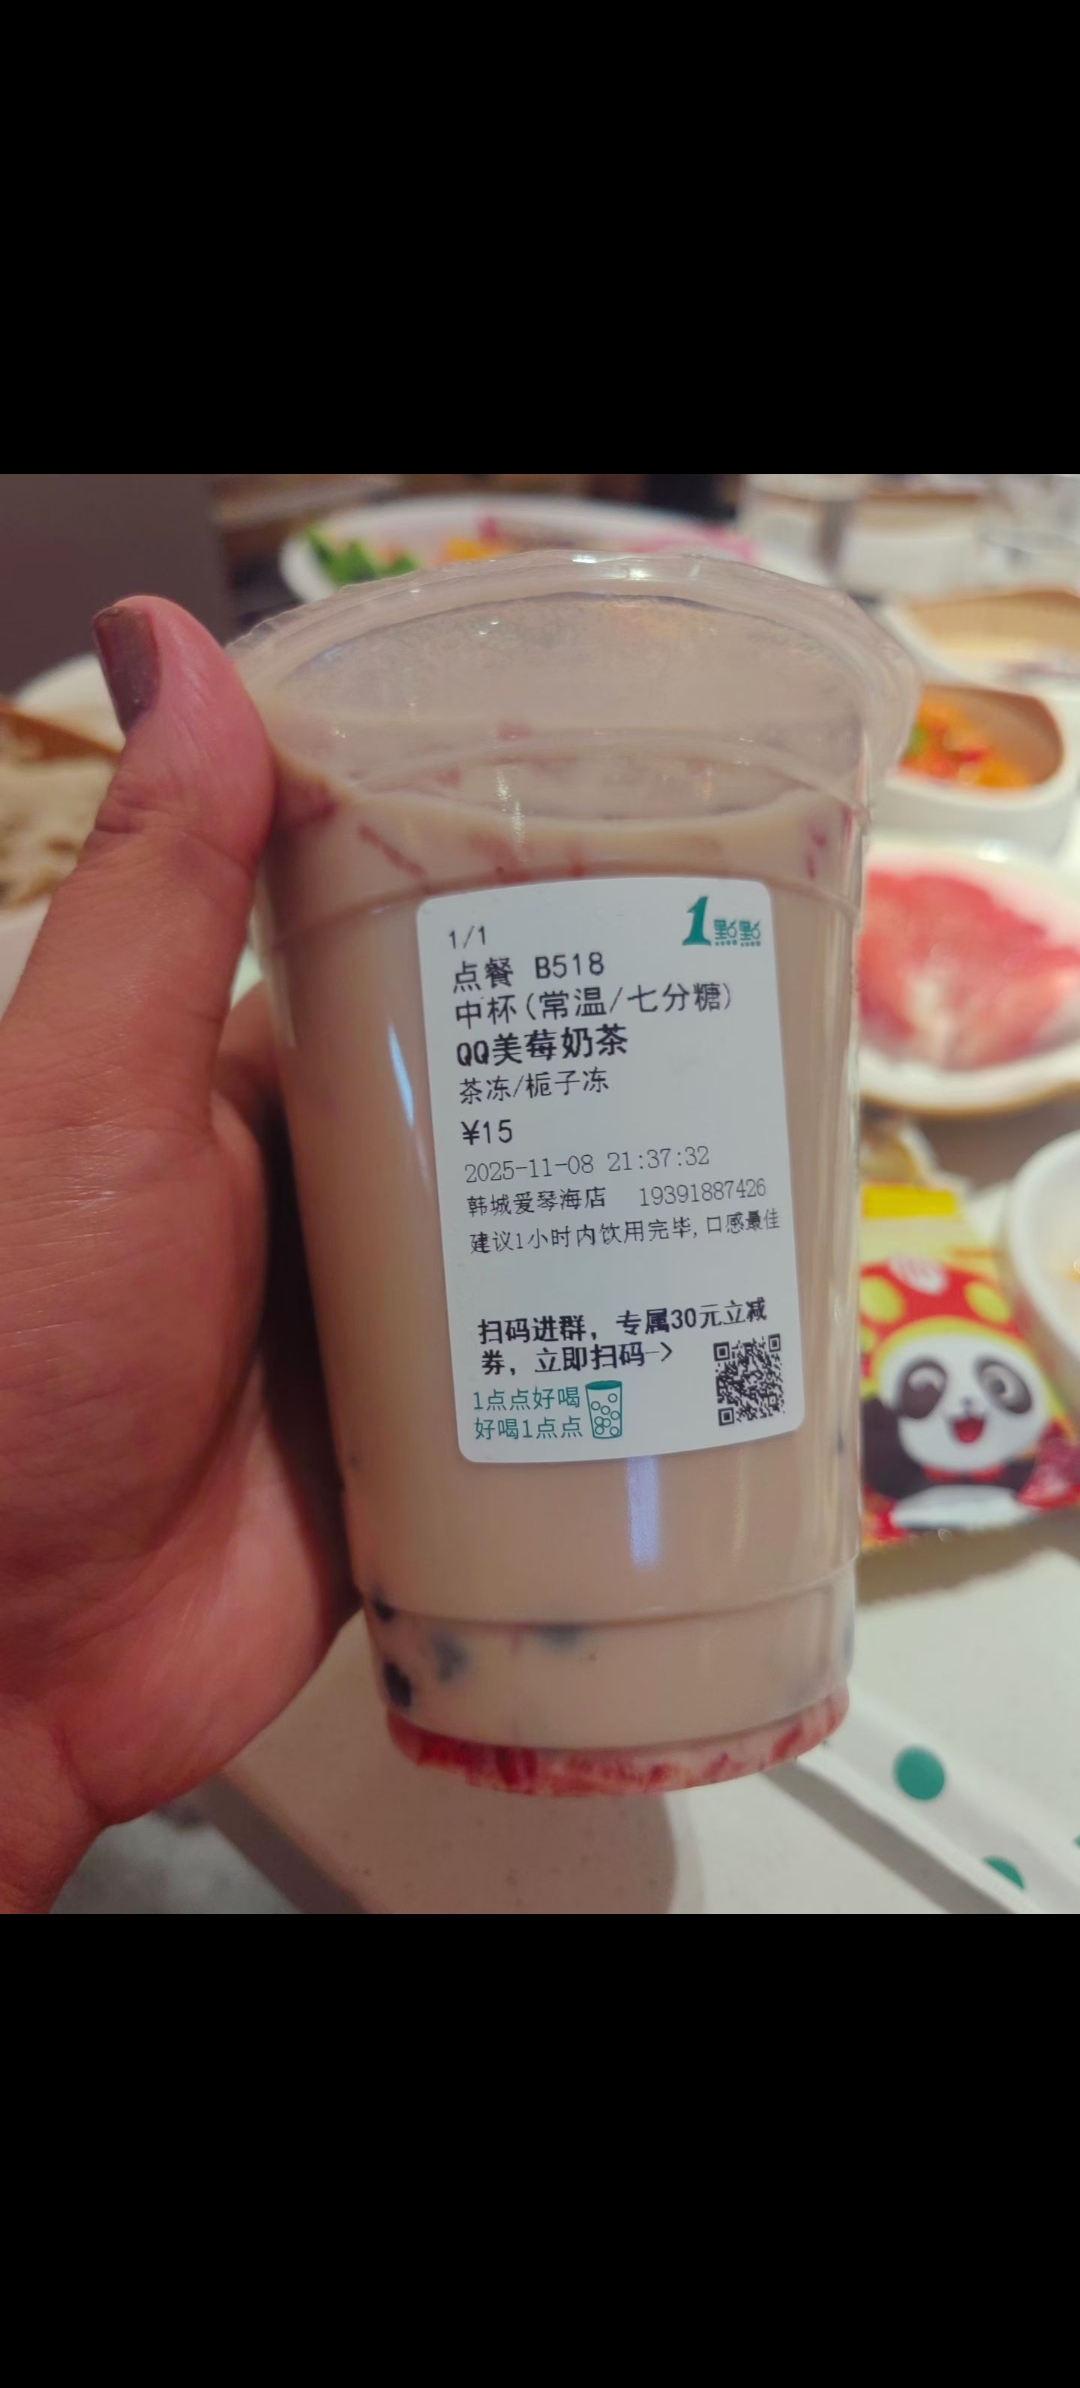 1點點
1/1
点餐 B518
中杯(常温/七分糖)
QQ美莓奶茶
茶冻/栀子冻
¥15
2025-11-08 21:37:32
韩城爱琴海店 19391887426
建议1小时内饮用完毕,口感最佳
扫码进群，专属30元立减
券，立即扫码->
1点点好喝
好喝1点点